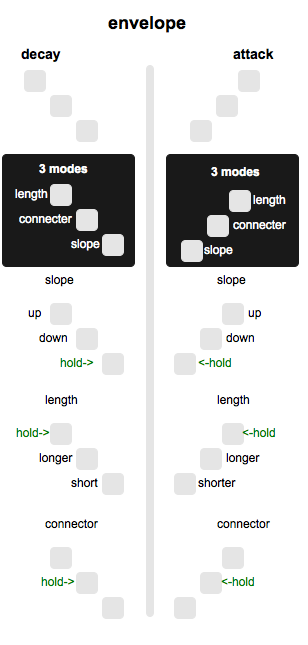 envelope
decay
attack
3 modes
length
connecter
slope
3 modes
length
connecter
slope
slope
up
down
hold->
slope
up
down
<-hold
length
hold->
longer
short
length
<-hold
longer
shorter
connector
hold->
connector
<-hold